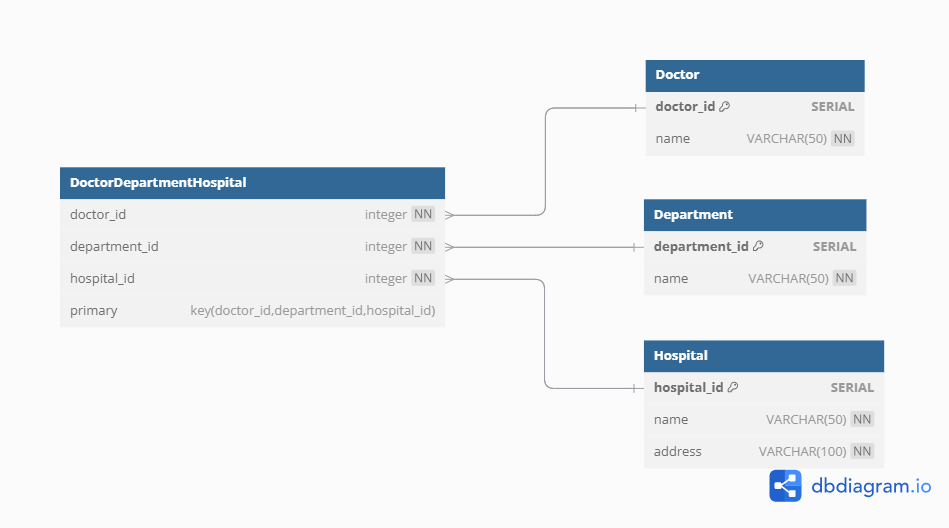 Doctor
doctor_id SERIAL
name VARCHAR(50) NN
DoctorDepartmentHospital
doctor_id integer NN
department_id integer NN
hospital_id integer NN
primary key(doctor_id,department_id,hospital_id)
Department
department_id SERIAL
name VARCHAR(50) NN
Hospital
hospital_id SERIAL
name VARCHAR(50) NN
address VARCHAR(100) NN
dbdiagram.io